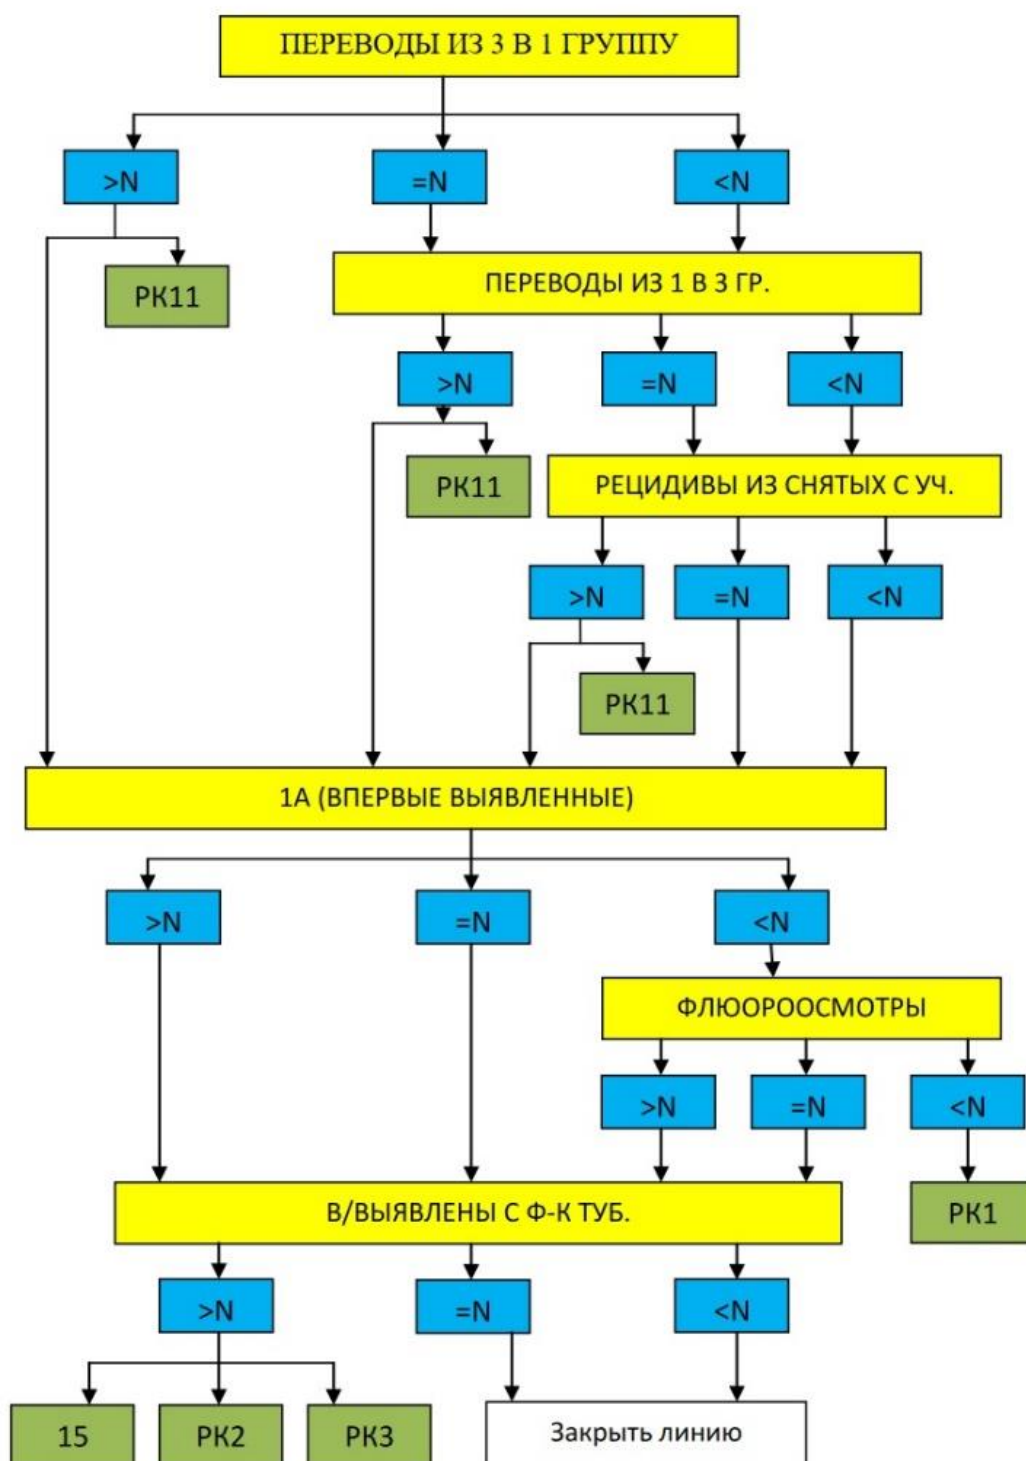 ПЕРЕВОДЫ ИЗ 3 В 1 ГРУППУ
>N
=N
<N
РК11
ПЕРЕВОДЫ ИЗ 1 В 3 ГР.
>N
=N
<N
РК11
РЕЦИДИВЫ ИЗ СНЯТЫХ С УЧ.
>N
=N
<N
РК11
1А (ВПЕРВЫЕ ВЫЯВЛЕННЫЕ)
>N
=N
<N
ФЛЮОРООСМОТРЫ
>N
=N
<N
В/ВЫЯВЛЕНЫ С Ф-К ТУБ.
РК1
>N
=N
<N
15
РК2
РК3
Закрыть линию